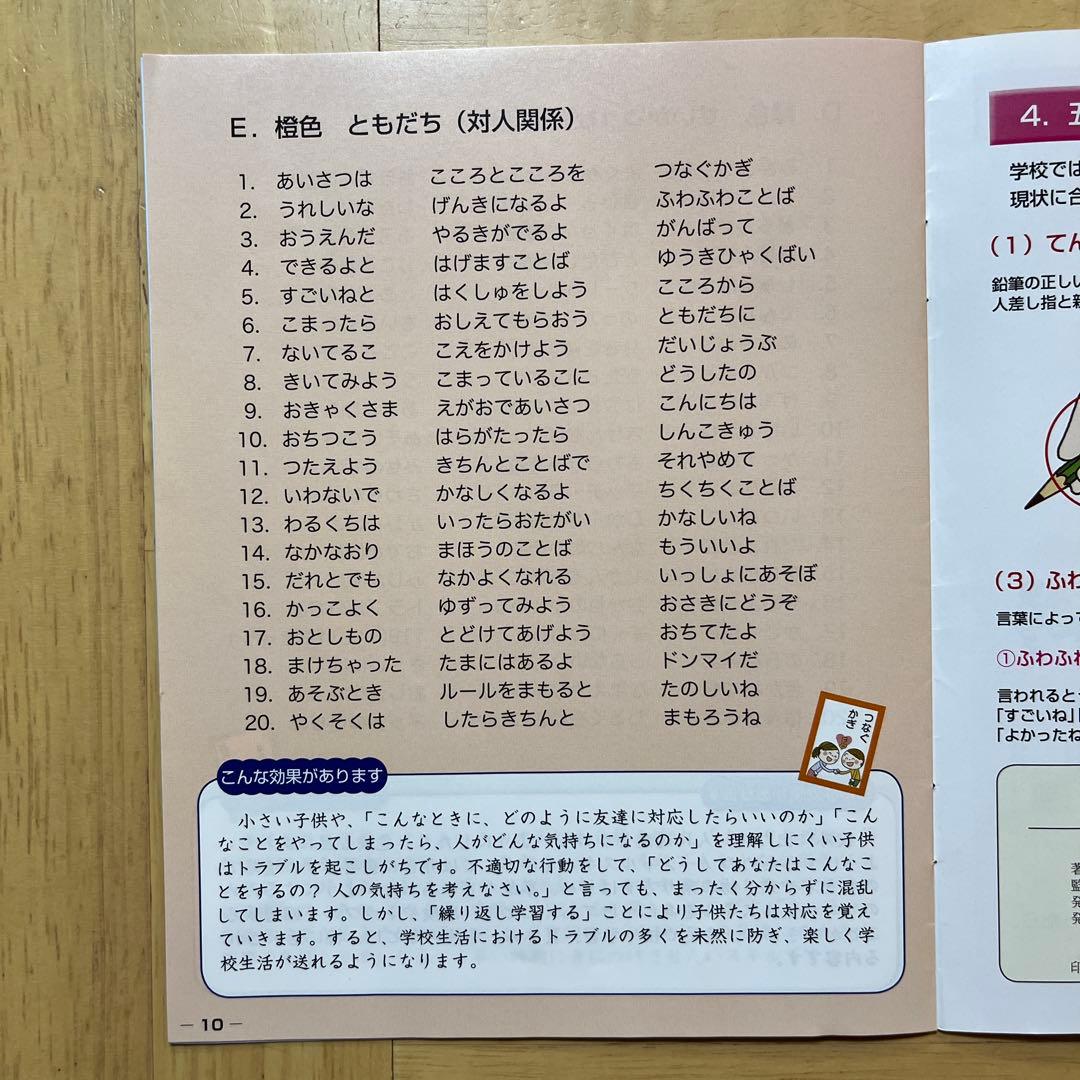 E. 橙色 ともだち（対人関係）
1. あいさつは こころとこころを つなぐかぎ
2. うれしいな げんきになるよ ふわふわことば
3. おうえんだ やるきがでるよ がんばって
4. できるよと はげますことば ゆうきひゃくばい
5. すごいねと はくしゅをしよう こころから
6. こまったら おしえてもらおう ともだちに
7. ないてるこ こえをかけよう だいじょうぶ
8. きいてみよう こまっているこに どうしたの
9. おきゃくさま えがおであいさつ こんにちは
10. おちつこう はらがたったら しんこきゅう
11. つたえよう きちんとことばで それやめて
12. いわないで かなしくなるよ ちくちくことば
13. わるくちは いったらおたがい かなしいね
14. なかなおり まほうのことば もういいよ
15. だれとでも なかよくなれる いっしょにあそぼ
16. かっこよく ゆずってみよう おさきにどうぞ
17. おとしもの とどけてあげよう おちてたよ
18. まけちゃった たまにはあるよ ドンマイだ
19. あそぶとき ルールをまもると たのしいね
20. やくそくは したらきちんと まもろうね
つなぐ
かぎ
こんな効果があります
小さい子供や、「こんなときに、どのように友達に対応したらいいのか」「こん
なことをやってしまったら、人がどんな気持ちになるのか」を理解しにくい子供
はトラブルを起こしがちです。不適切な行動をして、「どうしてあなたはこんなこ
とをするの？ 人の気持ちを考えなさい。」と言っても、まったく分からずに混乱
してしまいます。しかし、「繰り返し学習する」ことにより子供たちは対応を覚え
ていきます。すると、学校生活におけるトラブルの多くを未然に防ぎ、楽しく学
校生活が送れるようになります。
― 10 ―
4. 
学校では
現状に合
（1）てん
鉛筆の正しい
人差し指と親
（3）ふわ
言葉によって
①ふわふわ
言われると
「すごいね」
「よかったね
著
監
発
発
印